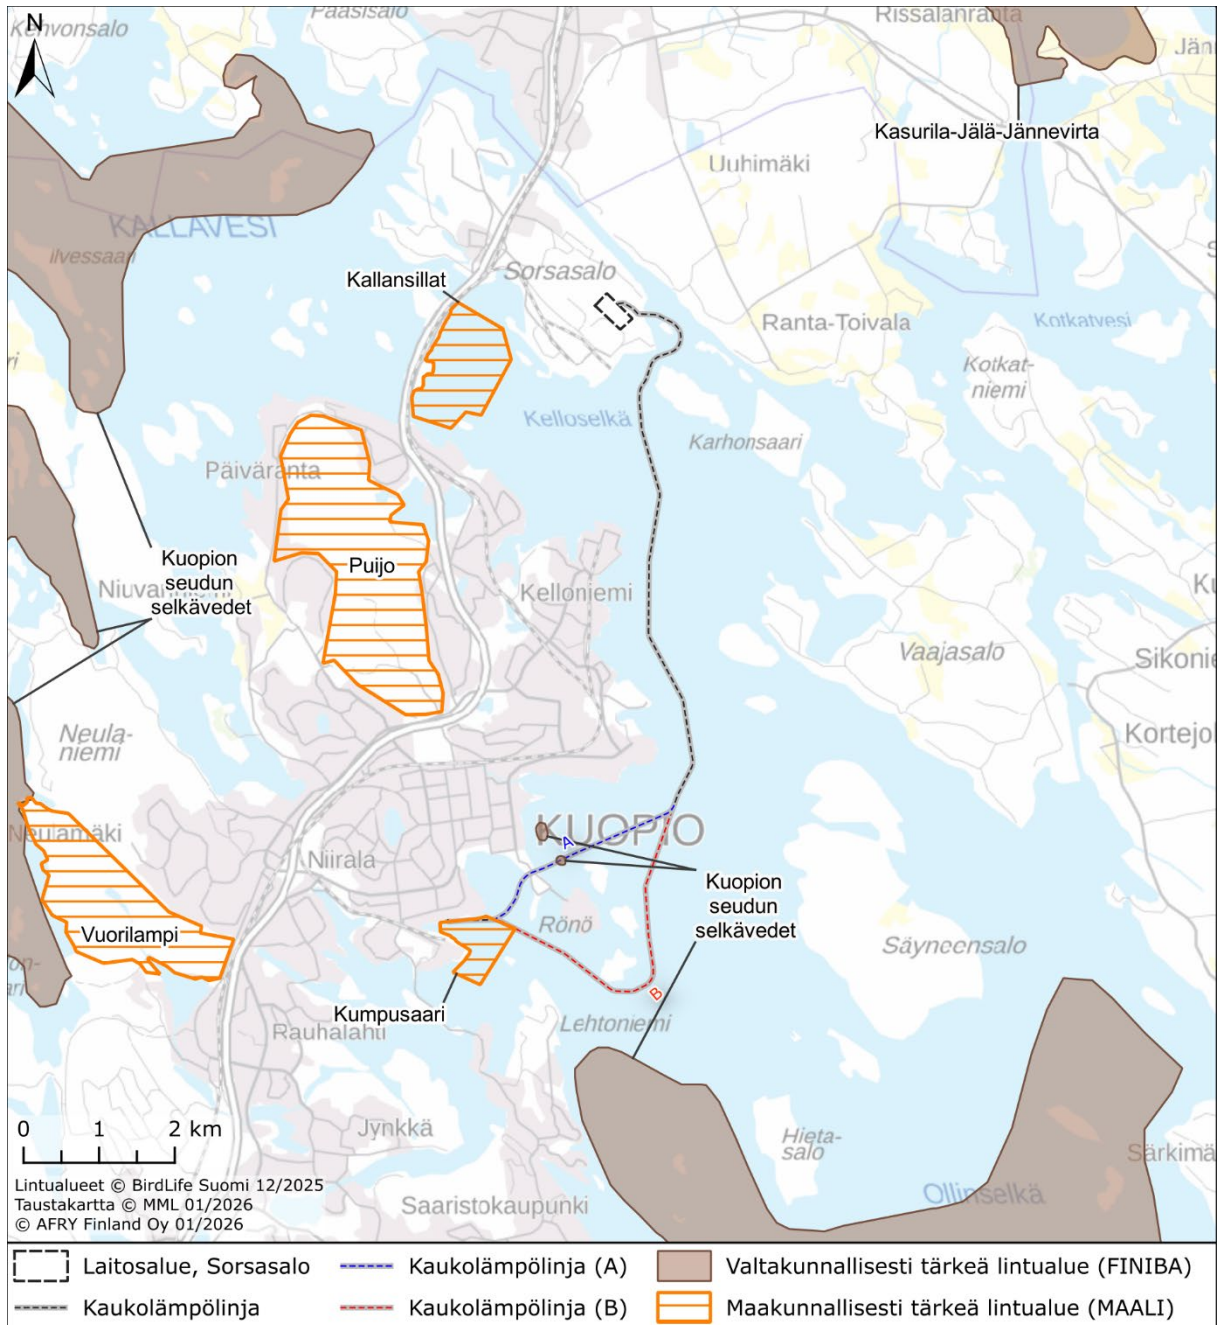 Kehvonsalo
Paasisalo
Rissalanranta
N
Jän
Kasurila-Jälä-Jännevirta
Uuhimäki
KALLAVESI
Ilvessaari
Kallansillat
Sorsasalo
Ranta-Toivala
Kotkatvesi
ri
Kotkat-
niemi
Kelloselkä
Karhonsaari
Päiväranta
Kuopion
seudun
selkävedet
Puijo
Kelloniemi
Vaajasalo
Sikonie
Neula-
niemi
Kortejo
Neulamäki
KUOPIO
A
Niirala
Kuopion
seudun
selkävedet
Rönö
Vuorilampi
Säyneensalo
B
Kumpusaari
Lehtoniemi
Rauhalahti
0 1 2 km
Jynkkä
Hieta-
salo
Särkimä
Lintualueet © BirdLife Suomi 12/2025
Taustakartta © MML 01/2026
© AFRY Finland Oy 01/2026
Saaristokaupunki
Ollinselkä
Laitosalue, Sorsasalo
Kaukolämpölinja (A)
Valtakunnallisesti tärkeä lintualue (FINIBA)
Kaukolämpölinja
Kaukolämpölinja (B)
Maakunnallisesti tärkeä lintualue (MAALI)